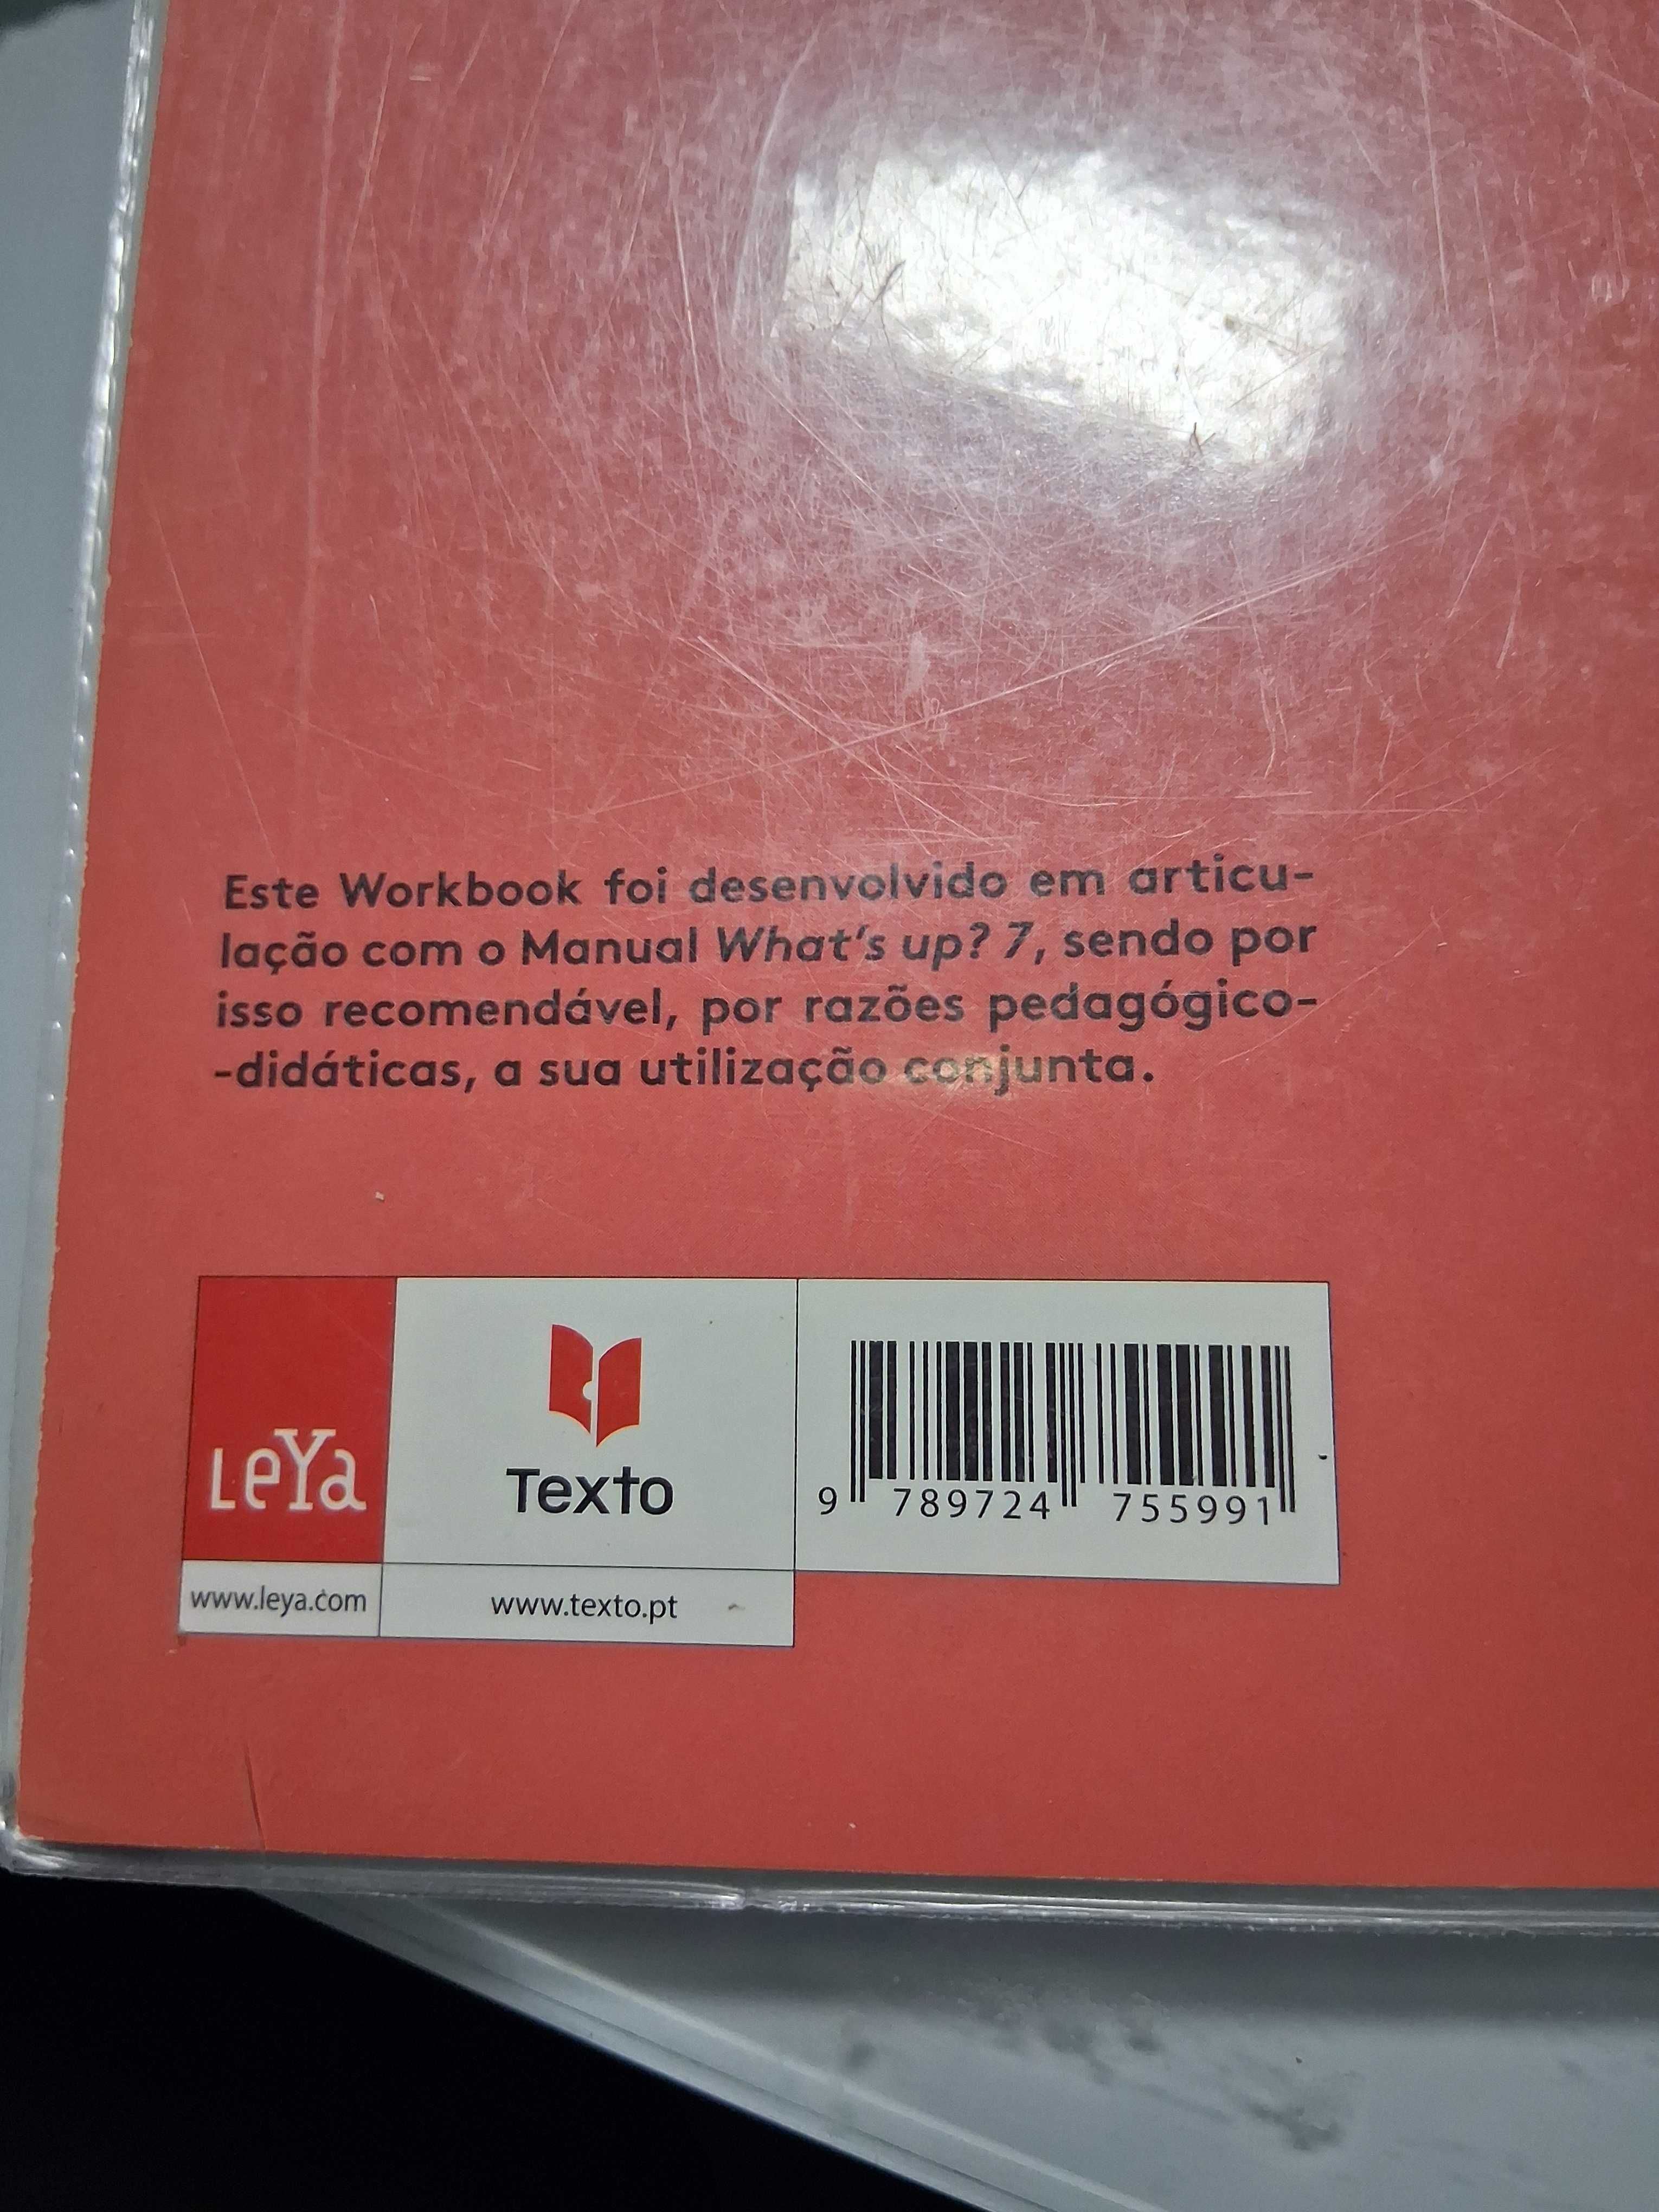 Este Workbook foi desenvolvido em articu-
lação com o Manual What's up? 7, sendo por
isso recomendável, por razões pedagógico-
-didáticas, a sua utilização conjunta.
LeYa
Texto
9 789724 755991
www.leya.com
www.texto.pt